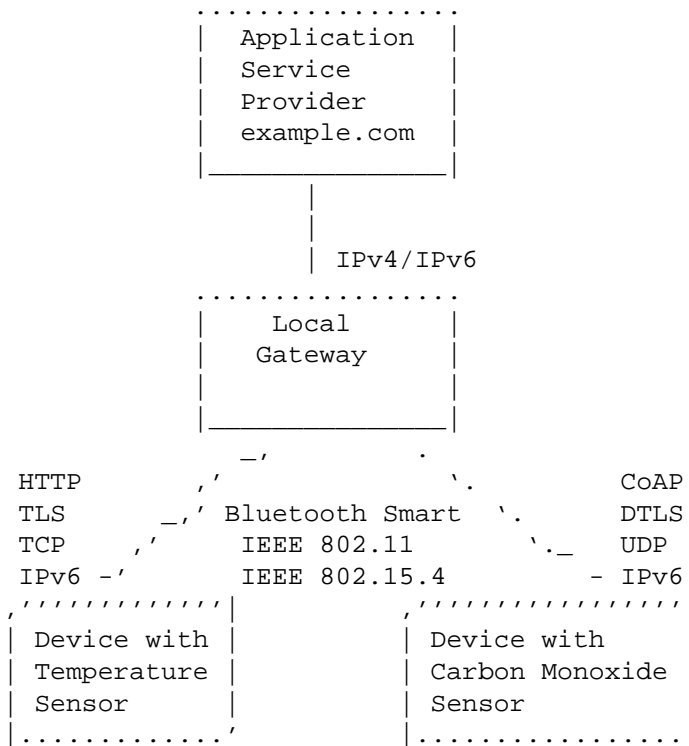 Application
Service
Provider
example.com
IPv4/IPv6
Local
Gateway
HTTP CoAP
TLS Bluetooth Smart DTLS
TCP IEEE 802.11 UDP
IPv6 IEEE 802.15.4 IPv6
Device with Device with
Temperature Carbon Monoxide
Sensor Sensor